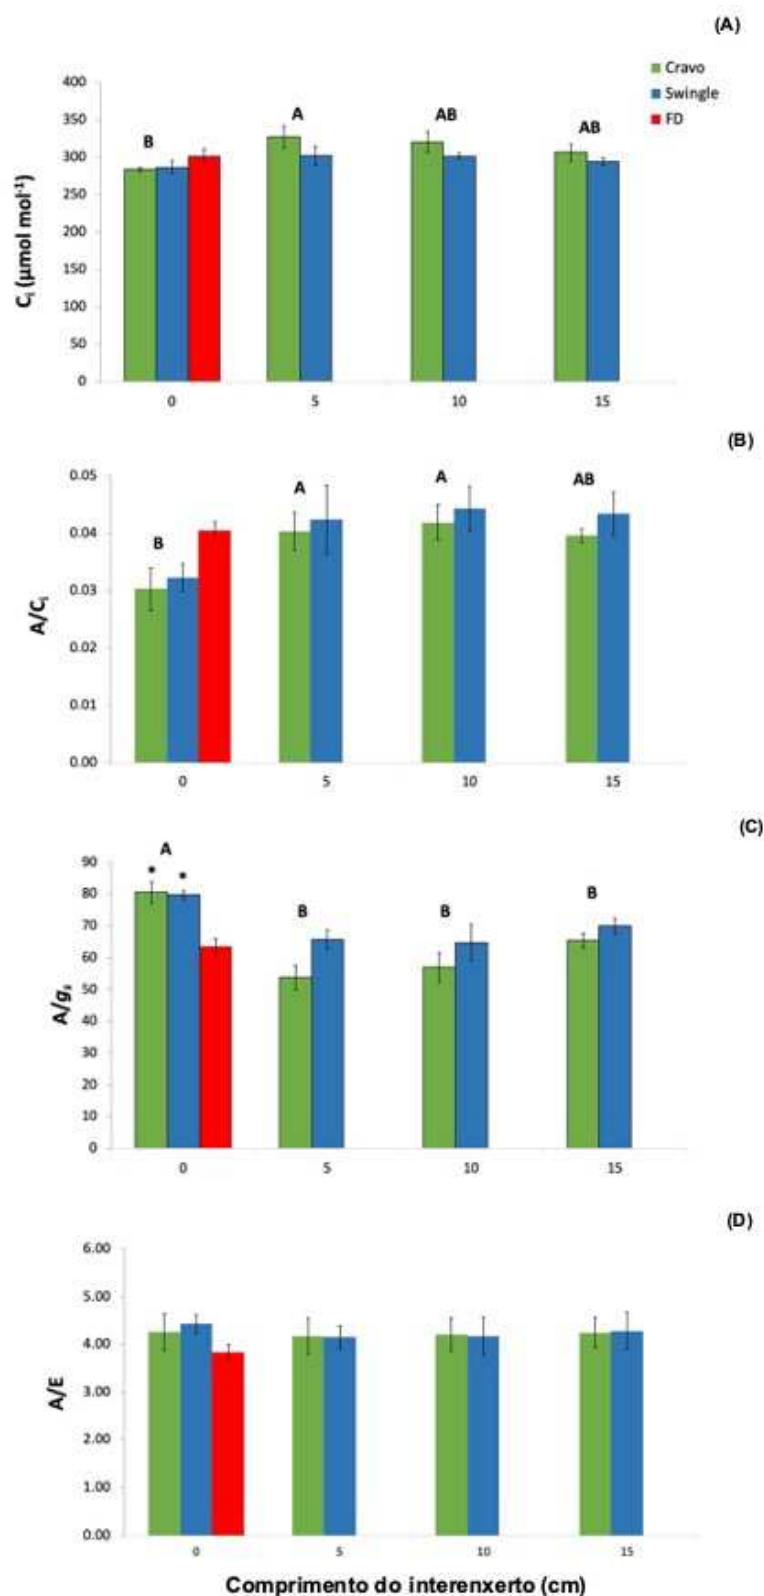 (A)
Cravo
Swingle
FD
400
350
300
250
200
150
100
50
0
Cᵢ (µmol mol⁻¹)
B
A
AB
AB
0 5 10 15
(B)
0.05
0.04
0.03
0.02
0.01
0.00
A/Cᵢ
B
A
A
AB
0 5 10 15
(C)
90
80
70
60
50
40
30
20
10
0
A/gₛ
A
* *
B
B
B
0 5 10 15
(D)
6.00
5.00
4.00
3.00
2.00
1.00
0.00
A/E
0 5 10 15
Comprimento do interenxerto (cm)